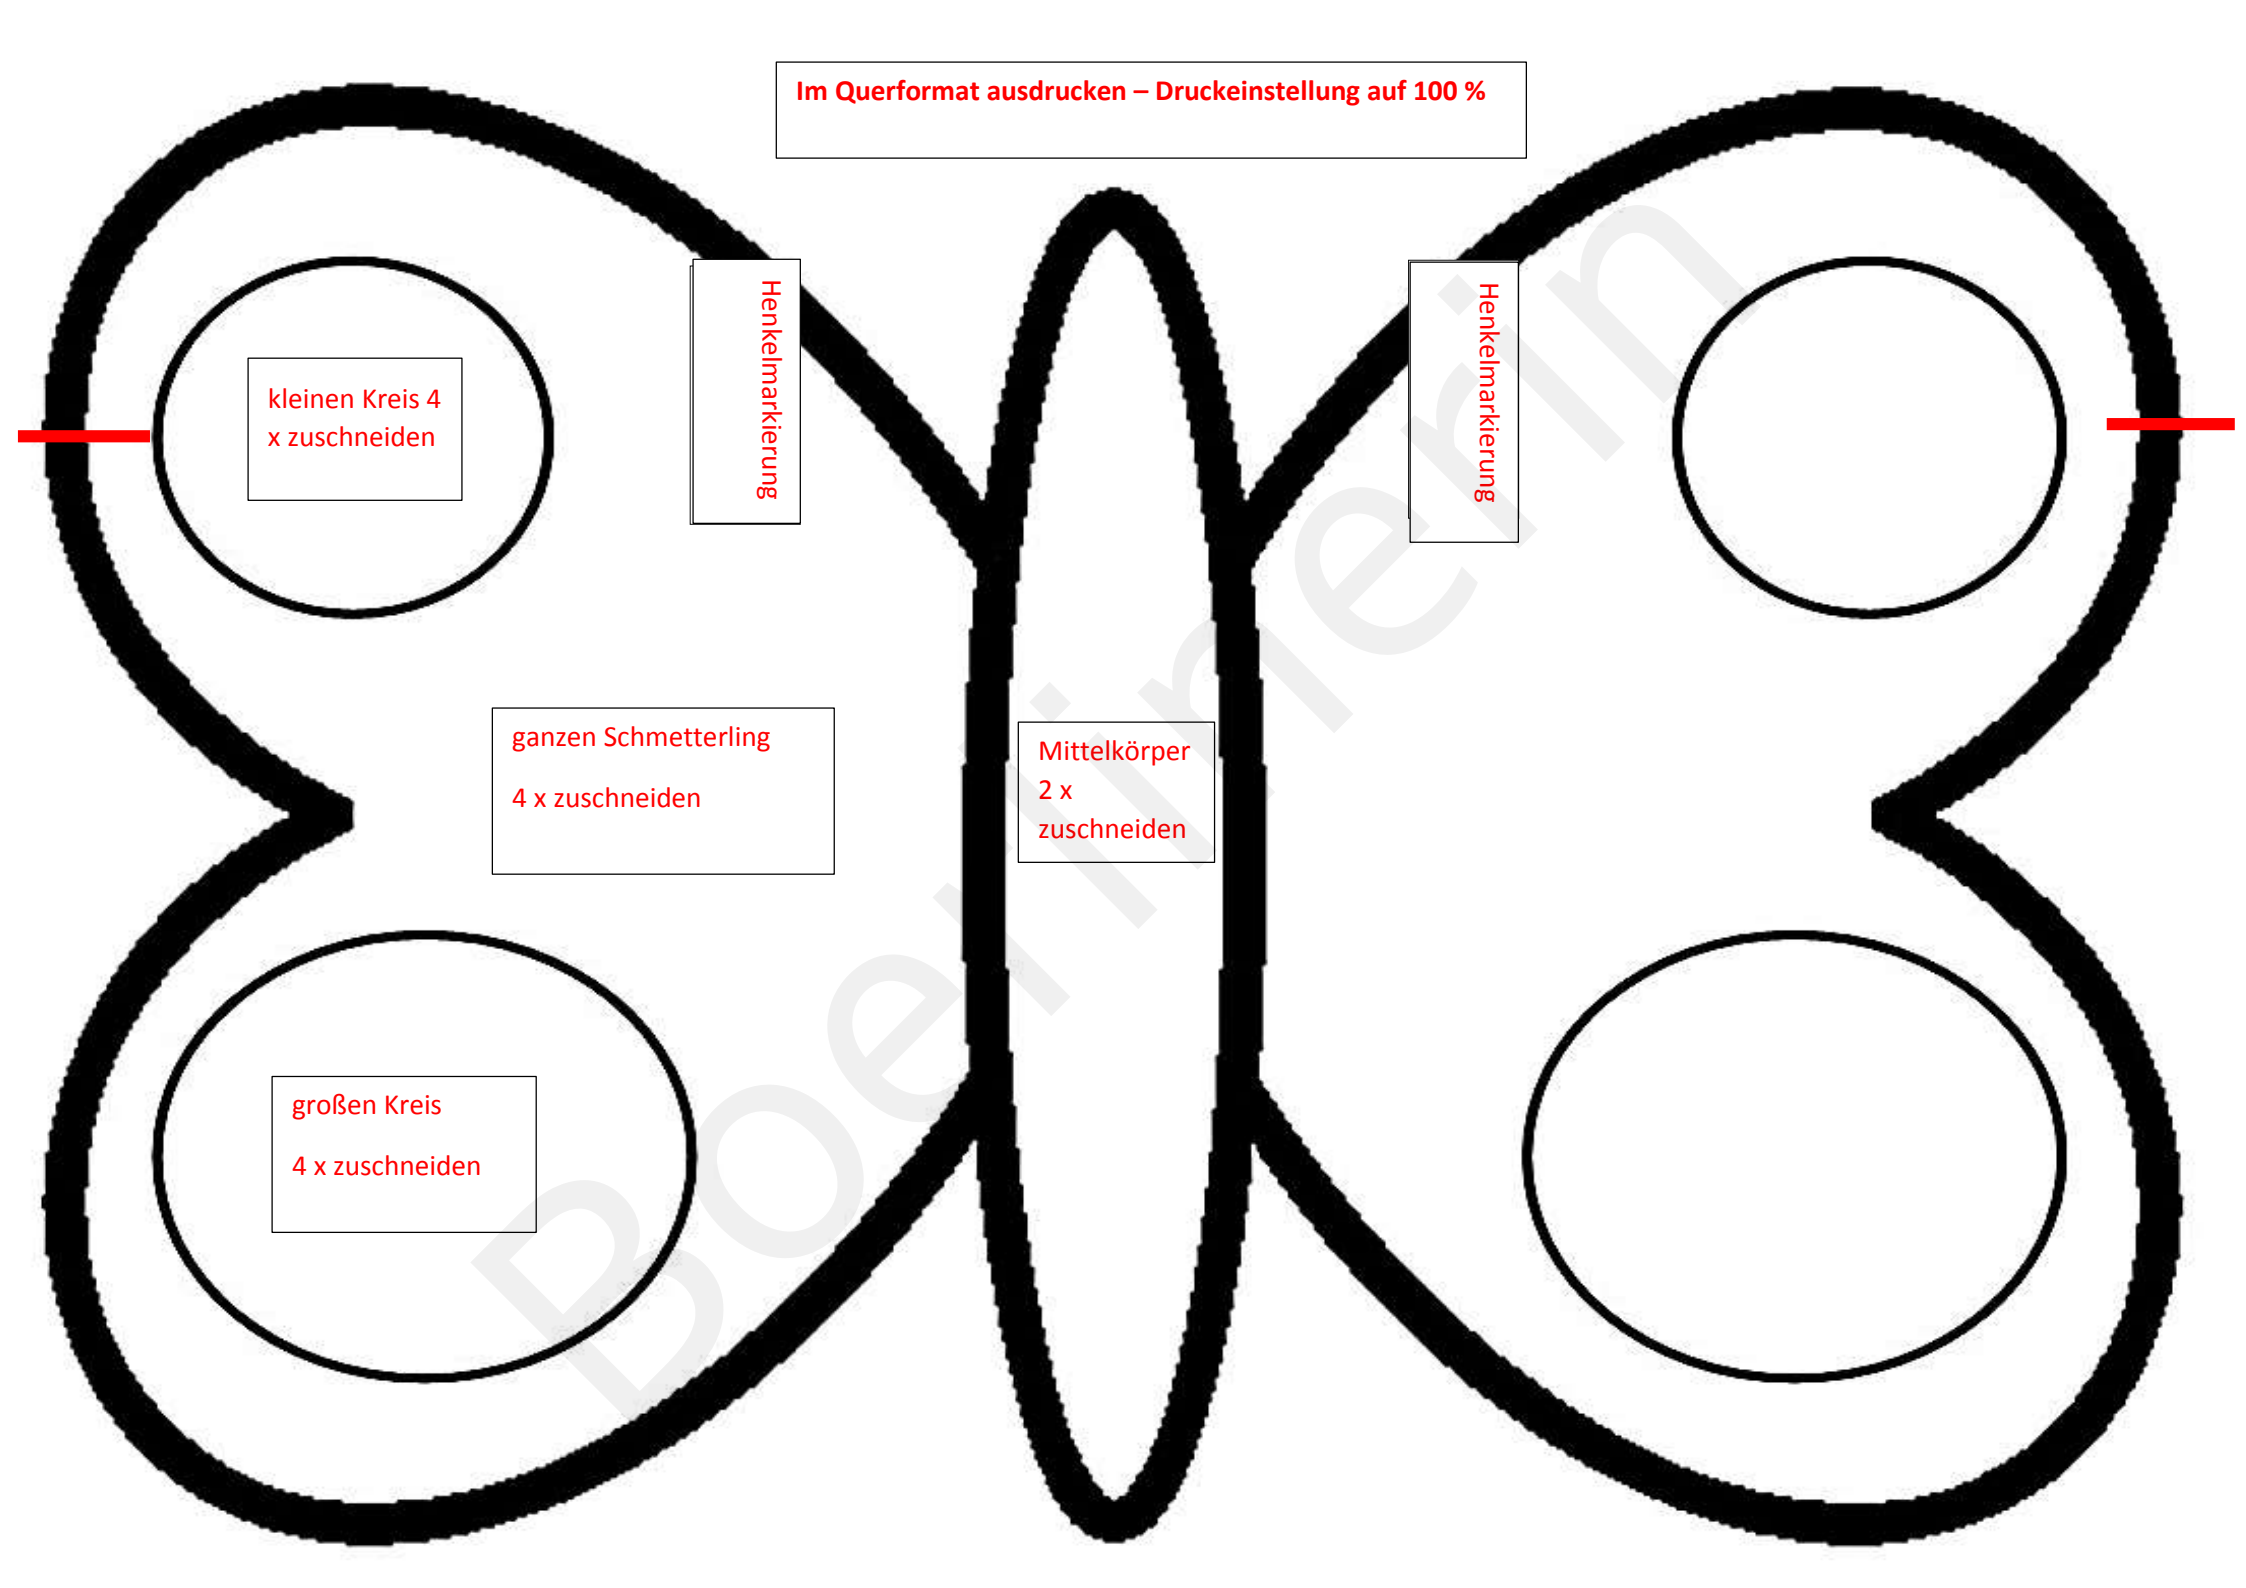 Im Querformat ausdrucken – Druckeinstellung auf 100 %
Henkelmarkierung
Henkelmarkierung
kleinen Kreis 4
x zuschneiden
ganzen Schmetterling
4 x zuschneiden
Mittelkörper
2 x
zuschneiden
großen Kreis
4 x zuschneiden
Boerlinerin